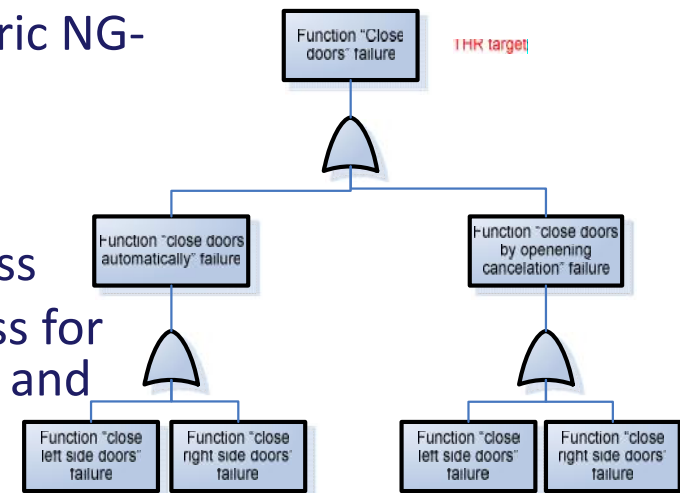 ric NG-
ss
ss for
and
Function "Close
doors" failure
THR target
Function "close doors
automatically" failure
Function "close doors
by openening
cancelation" failure
Function "close
left side doors"
failure
Function "close
right side doors"
failure
Function "close
left side doors"
failure
Function "close
right side doors"
failure